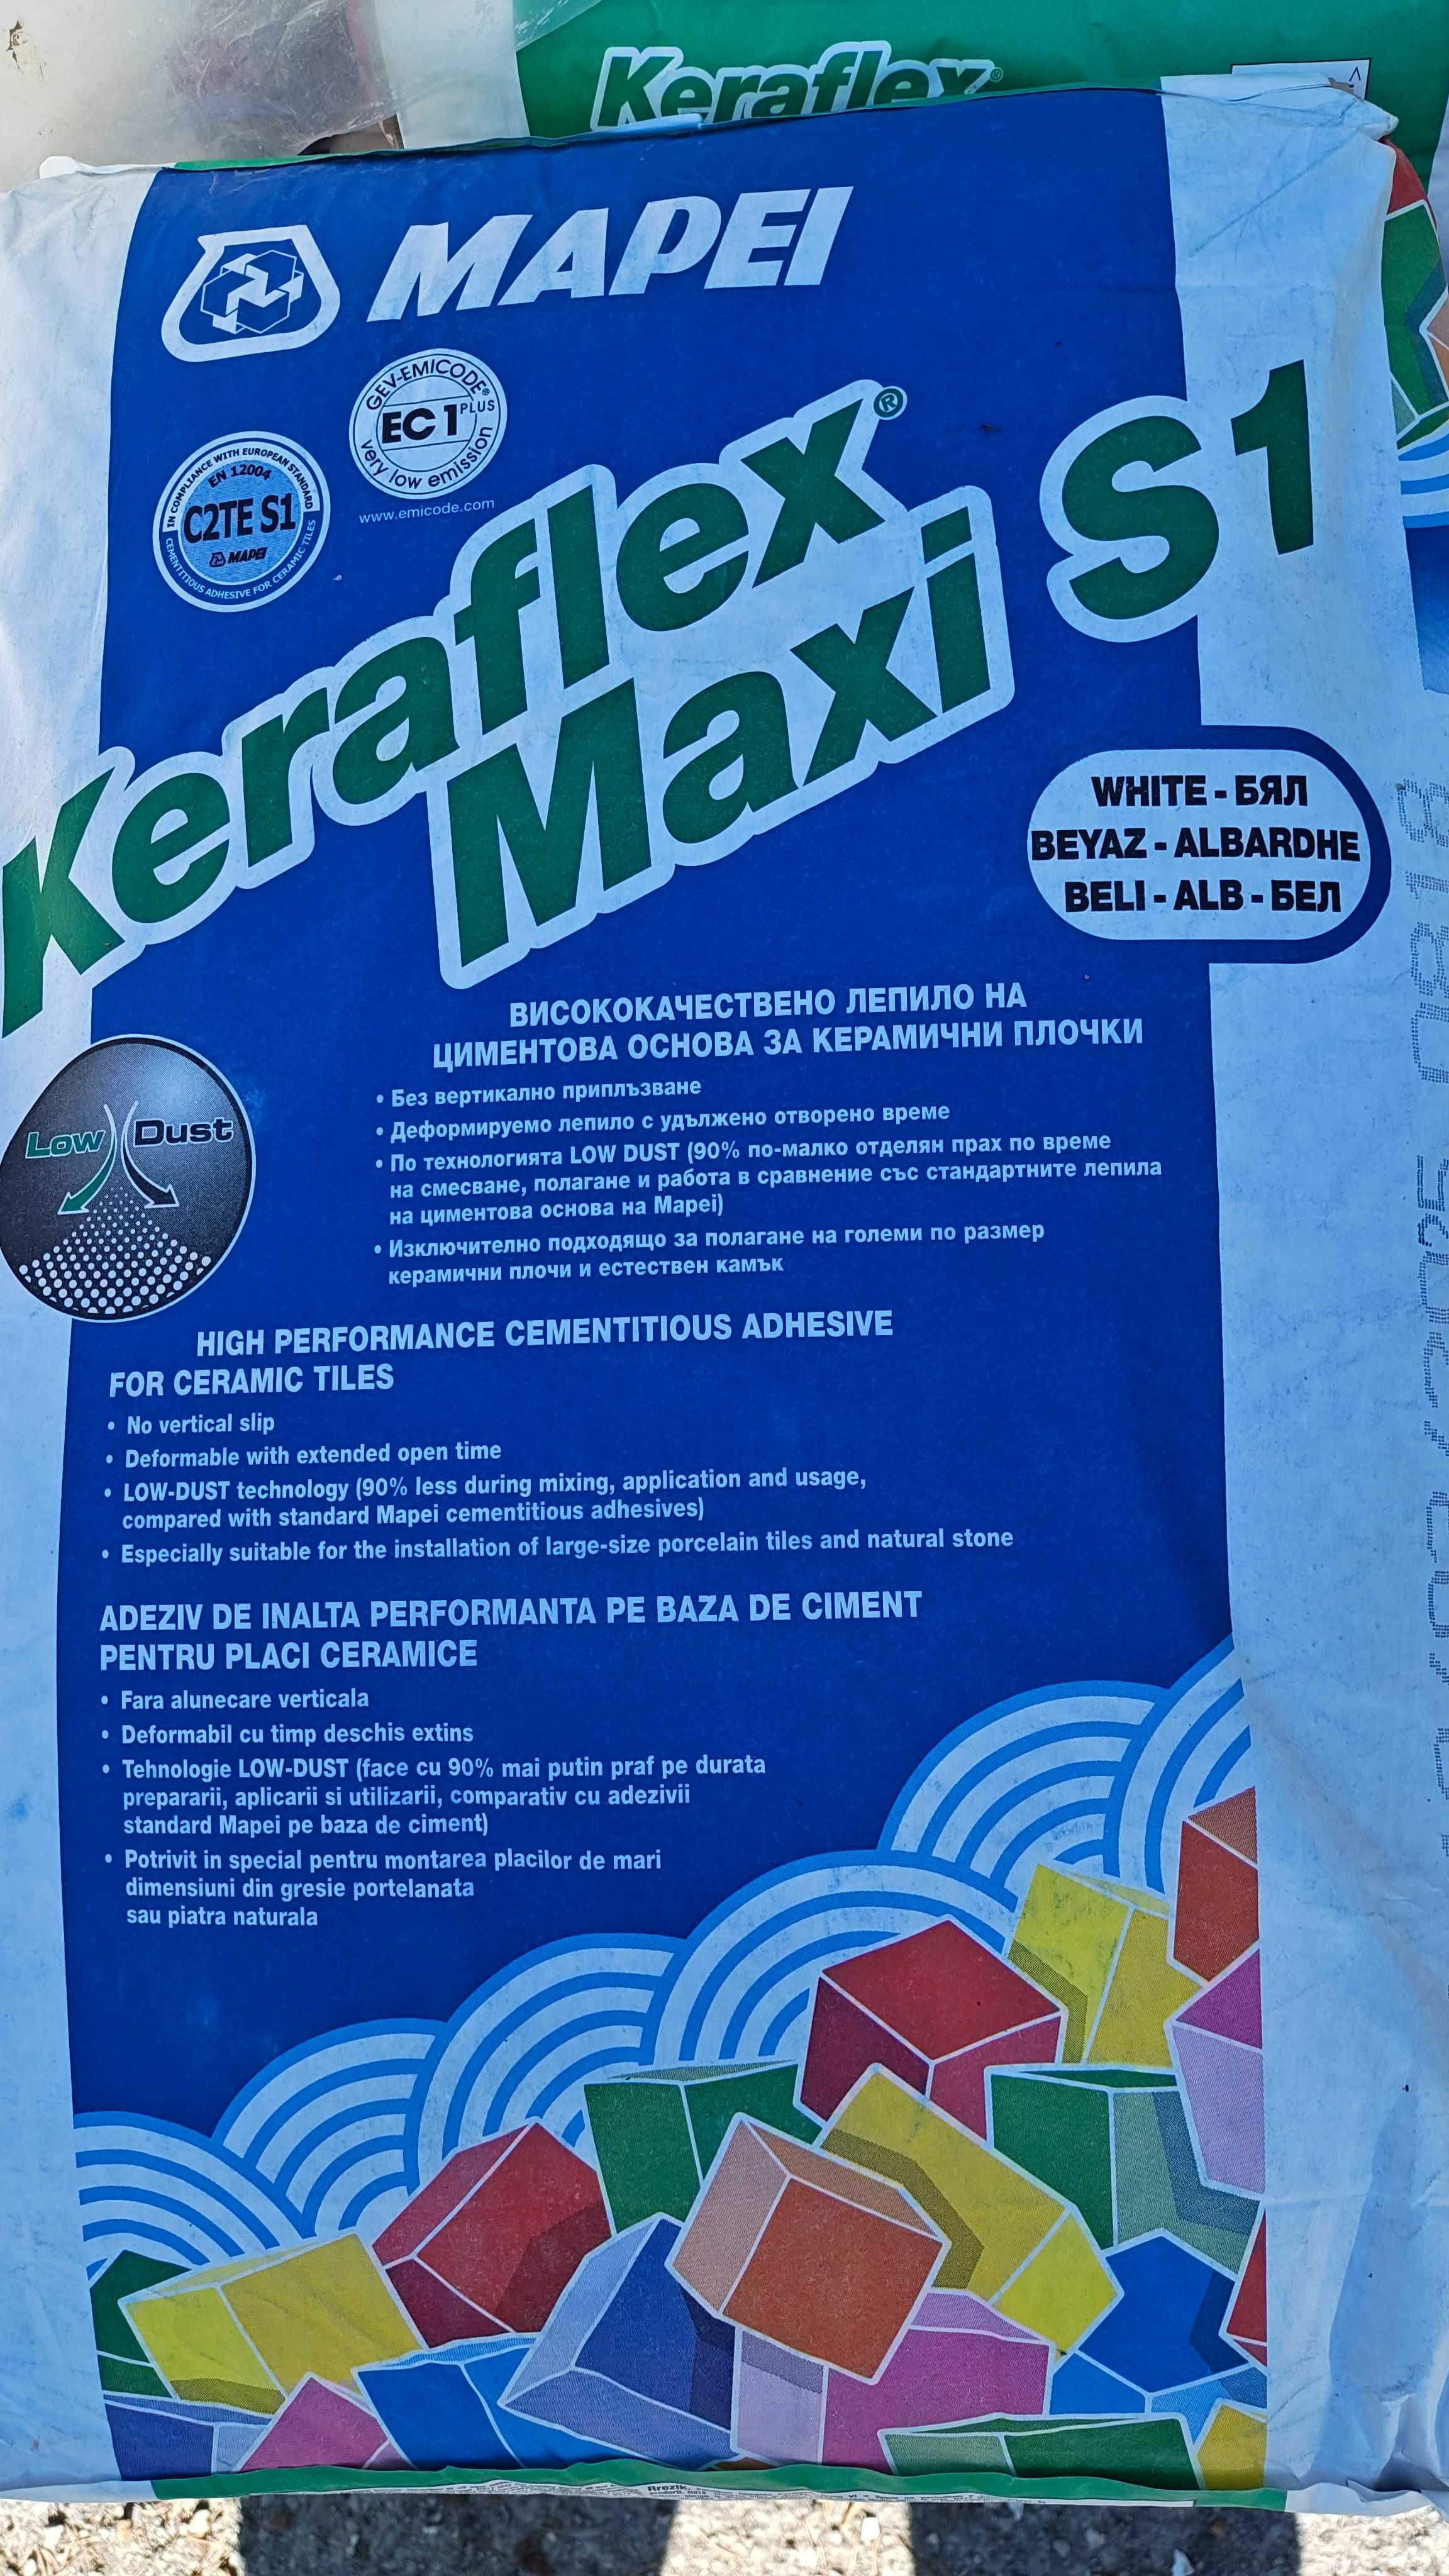 Keraflex®
MAPEI
GEV-EMICODE®
EC1 PLUS
very low emission
www.emicode.com
IN COMPLIANCE WITH EUROPEAN STANDARD
EN 12004
C2TE S1
MAPEI
CEMENTITIOUS ADHESIVE FOR CERAMIC TILES
Keraflex®
Maxi S1
WHITE - БЯЛ
BEYAZ - ALBARDHE
BELI - ALB - БЕЛ
ВИСОКОКАЧЕСТВЕНО ЛЕПИЛО НА
ЦИМЕНТОВА ОСНОВА ЗА КЕРАМИЧНИ ПЛОЧКИ
• Без вертикално приплъзване
• Деформируемо лепило с удължено отворено време
• По технологията LOW DUST (90% по-малко отделян прах по време
на смесване, полагане и работа в сравнение със стандартните лепила
на циментова основа на Mapei)
• Изключително подходящо за полагане на големи по размер
керамични плочи и естествен камък
Low Dust
HIGH PERFORMANCE CEMENTITIOUS ADHESIVE
FOR CERAMIC TILES
• No vertical slip
• Deformable with extended open time
• LOW-DUST technology (90% less during mixing, application and usage,
compared with standard Mapei cementitious adhesives)
• Especially suitable for the installation of large-size porcelain tiles and natural stone
ADEZIV DE INALTA PERFORMANTA PE BAZA DE CIMENT
PENTRU PLACI CERAMICE
• Fara alunecare verticala
• Deformabil cu timp deschis extins
• Tehnologie LOW-DUST (face cu 90% mai putin praf pe durata
prepararii, aplicarii si utilizarii, comparativ cu adezivii
standard Mapei pe baza de ciment)
• Potrivit in special pentru montarea placilor de mari
dimensiuni din gresie portelanata
sau piatra naturala